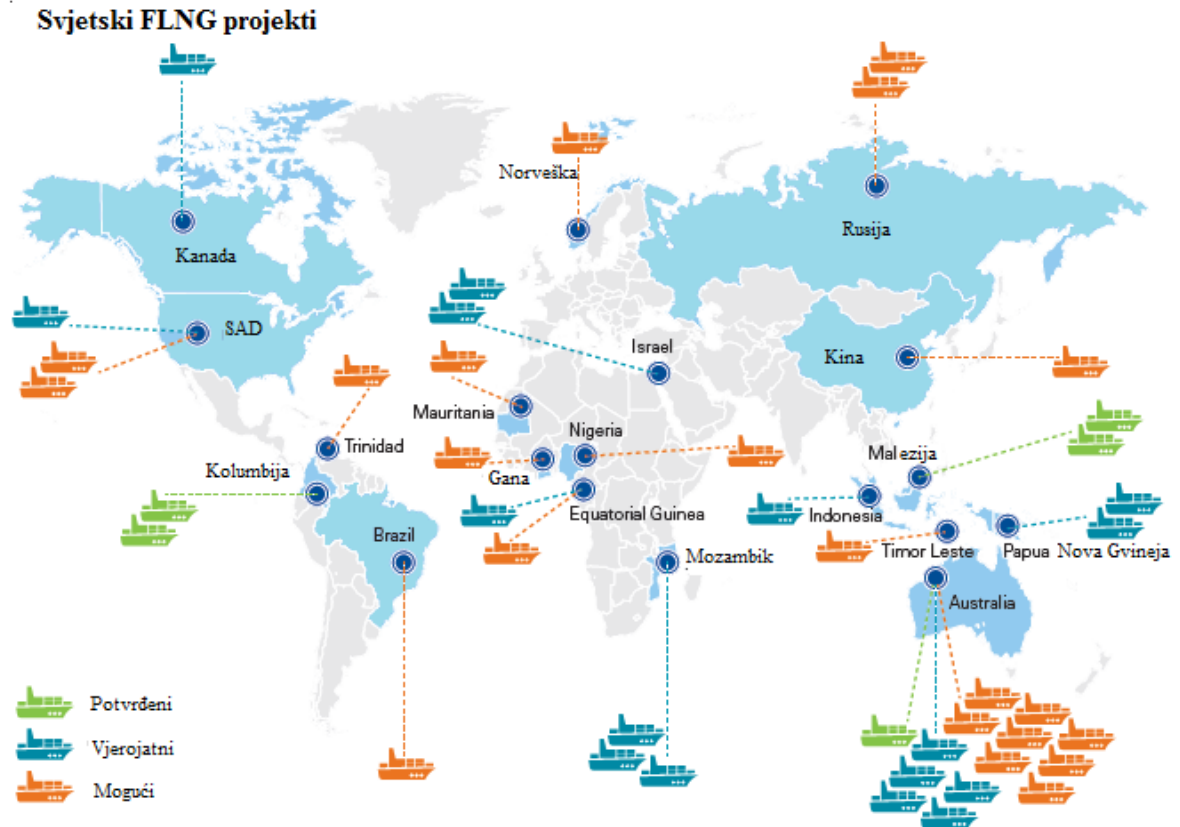 Svjetski FLNG projekti
Norveška
Rusija
Kanada
SAD
Israel
Kina
Mauritania
Trinidad
Nigeria
Malezija
Kolumbija
Gana
Equatorial Guinea
Indonesia
Brazil
Mozambik
Timor Leste
Papua Nova Gvineja
Australia
Potvrđeni
Vjerojatni
Mogući